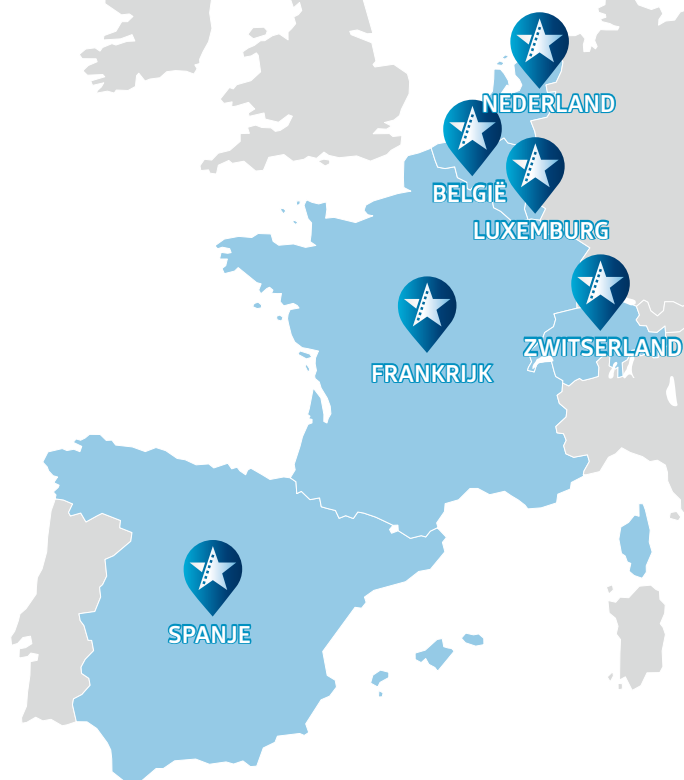 NEDERLAND
BELGIË
LUXEMBURG
ZWITSERLAND
FRANKRIJK
SPANJE